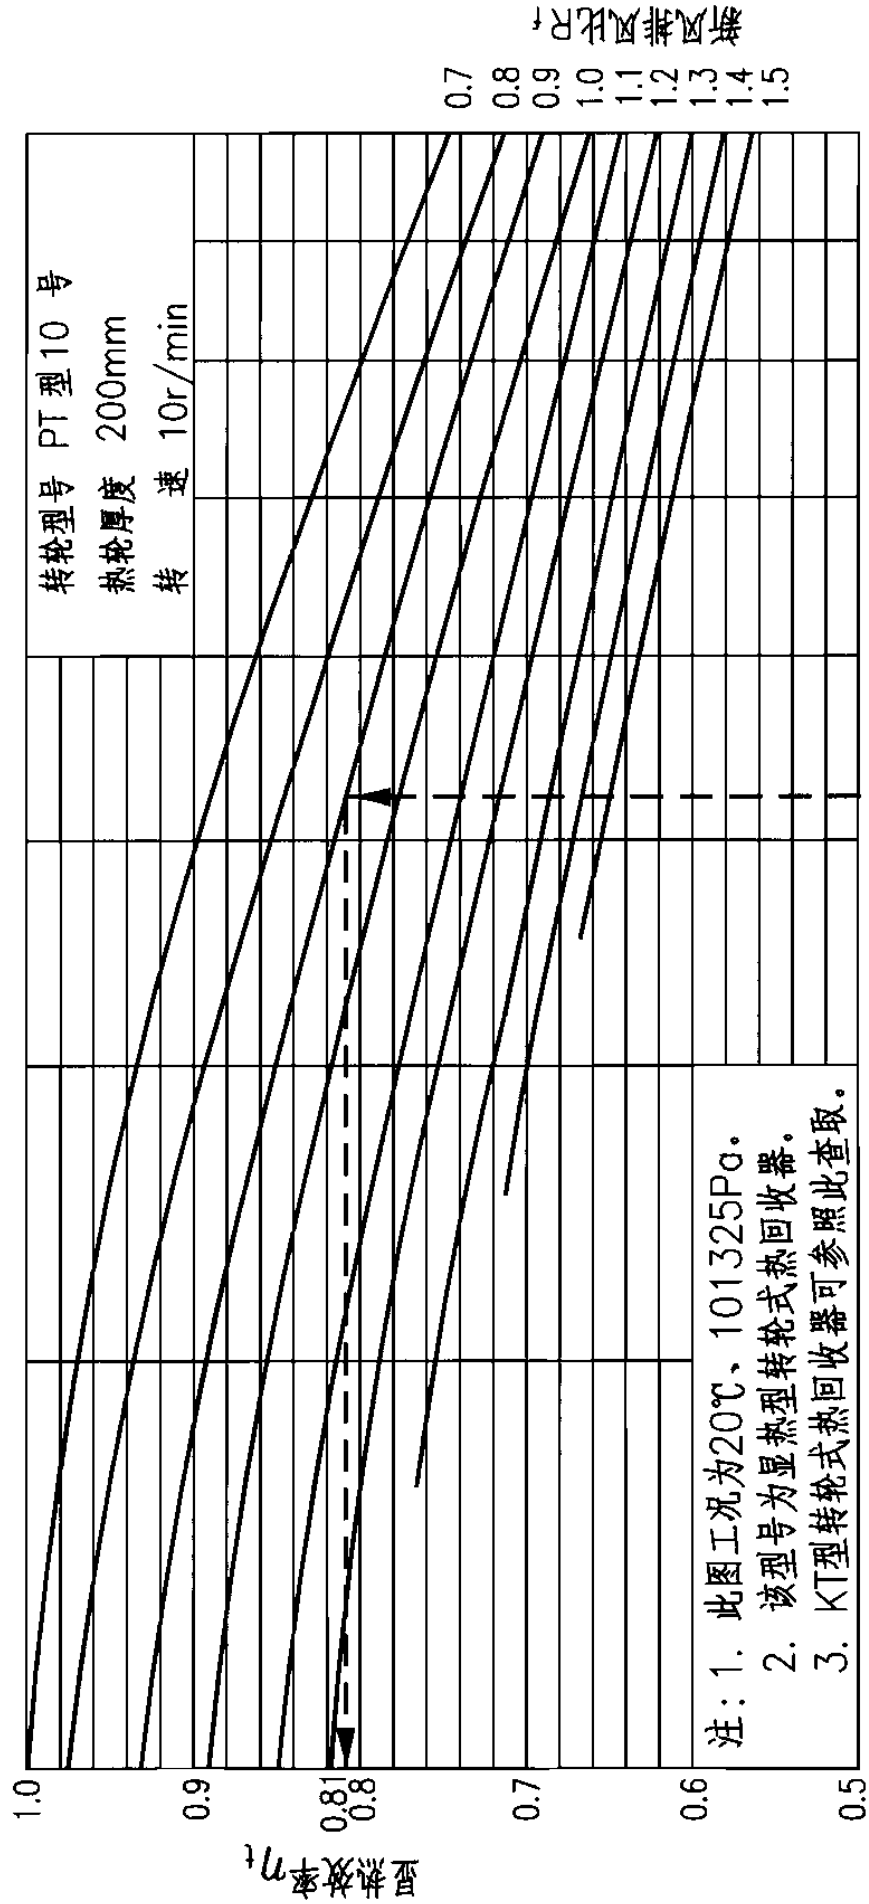 转轮型号 PT型10 号
热轮厚度 200mm
转 速 10r/min
显热效率ηt
1.0
0.9
0.81
0.8
0.7
0.6
0.5
新风排风比Rf
0.7
0.8
0.9
1.0
1.1
1.2
1.3
1.4
1.5
注:1. 此图工况为20℃、101325Pa。
2. 该型号为显热型转轮式热回收器。
3. KT型转轮式热回收器可参照此查取。